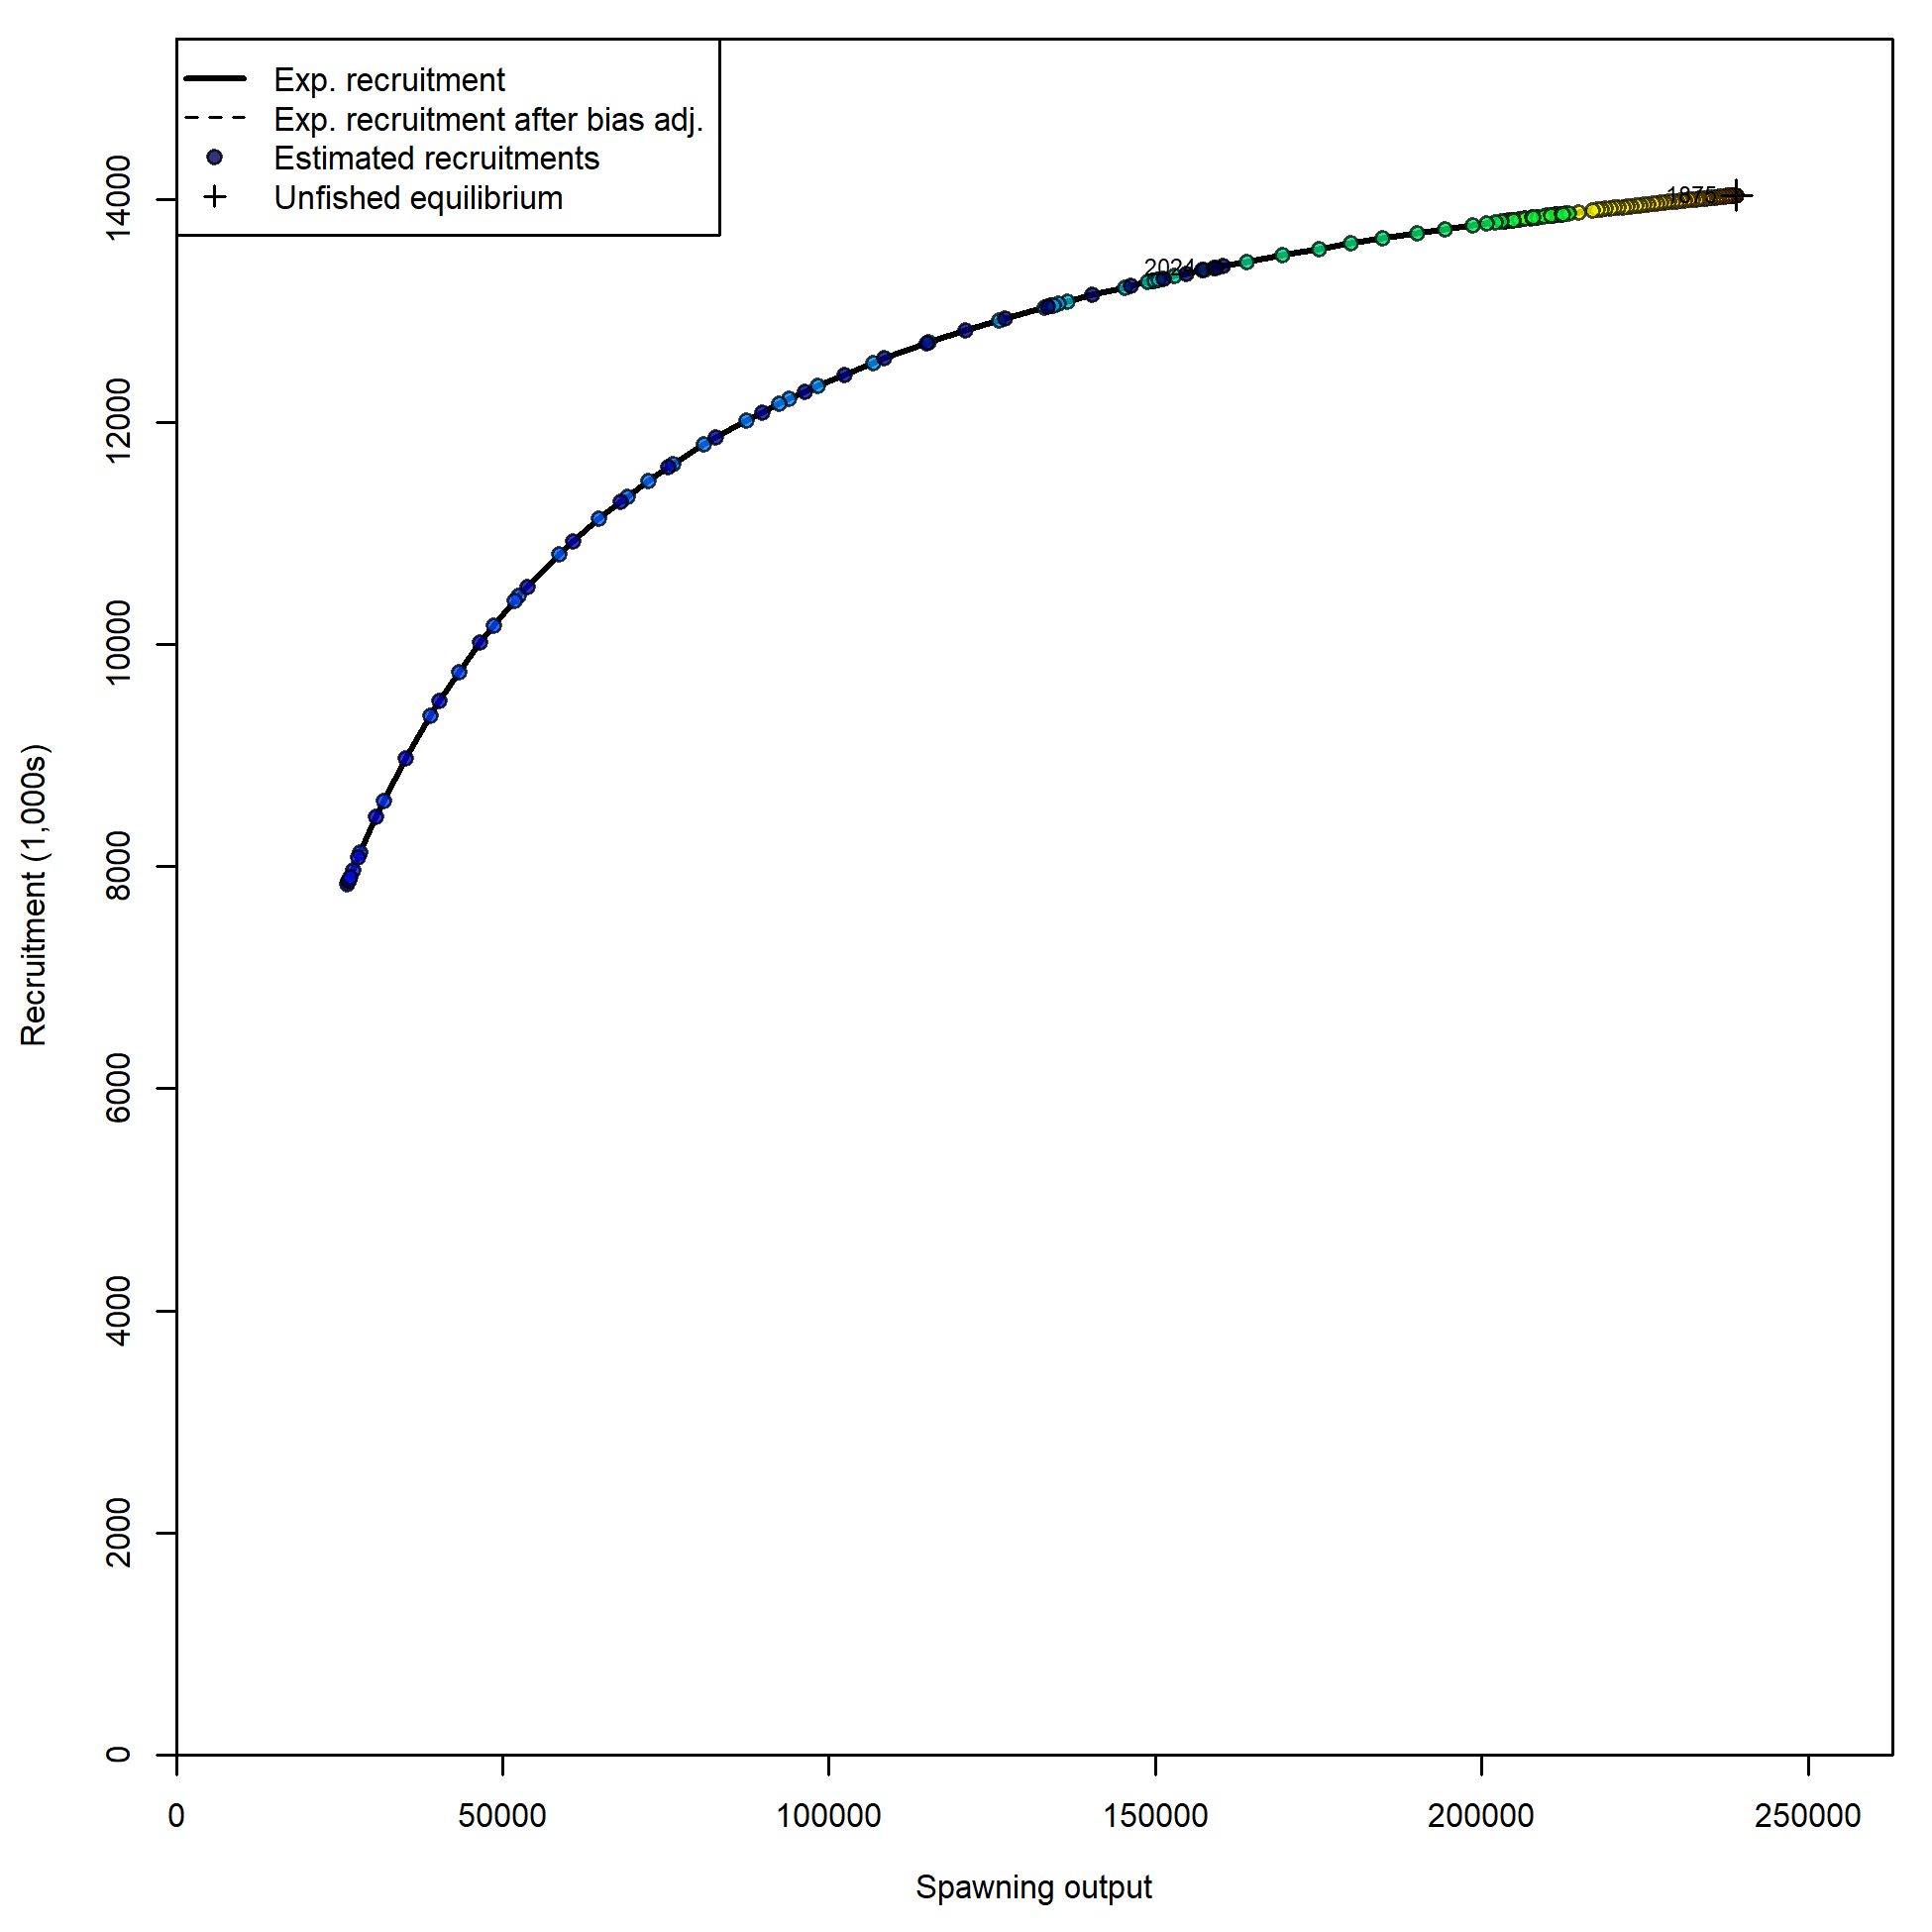 Exp. recruitment
Exp. recruitment after bias adj.
Estimated recruitments
Unfished equilibrium
1875
2024
Recruitment (1,000s)
14000
12000
10000
8000
6000
4000
2000
0
0 50000 100000 150000 200000 250000
Spawning output